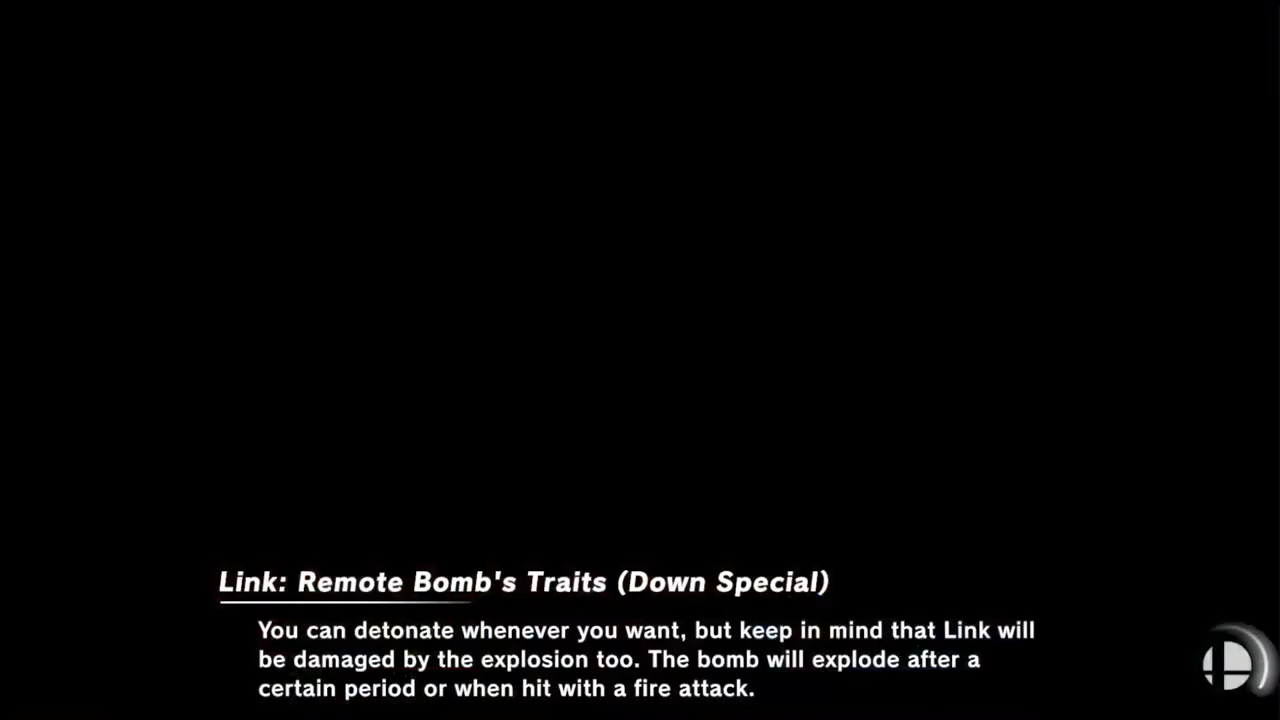 Link: Remote Bomb's Traits (Down Special)
You can detonate whenever you want, but keep in mind that Link will
be damaged by the explosion too. The bomb will explode after a
certain period or when hit with a fire attack.